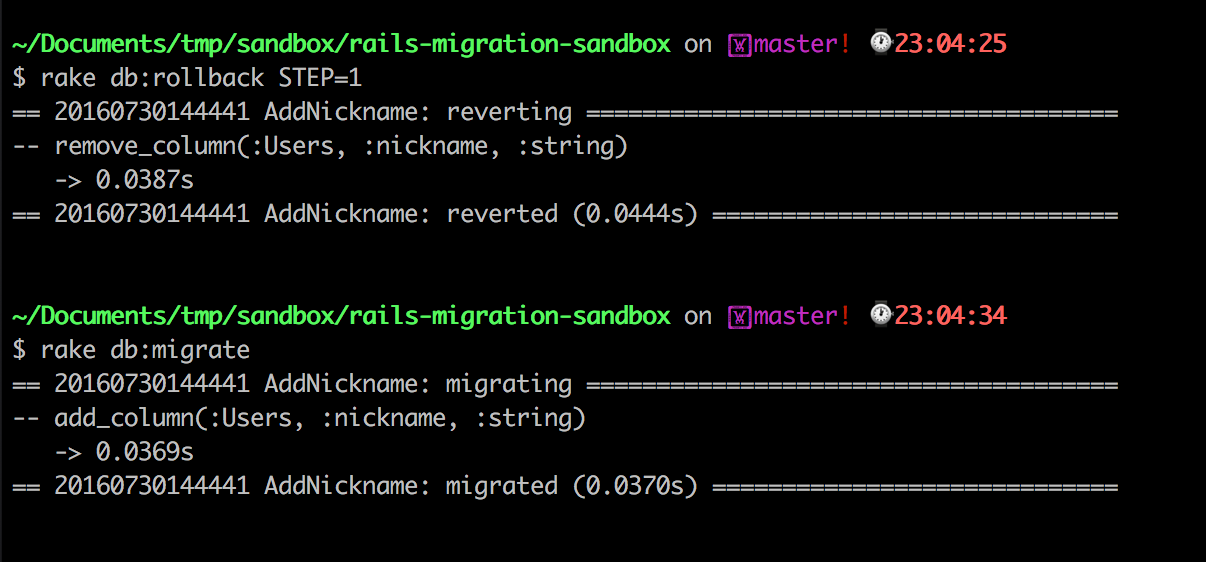 ~/Documents/tmp/sandbox/rails-migration-sandbox on master! 23:04:25
$ rake db:rollback STEP=1
== 20160730144441 AddNickname: reverting ======================================
-- remove_column(:Users, :nickname, :string)
   -> 0.0387s
== 20160730144441 AddNickname: reverted (0.0444s) =============================
~/Documents/tmp/sandbox/rails-migration-sandbox on master! 23:04:34
$ rake db:migrate
== 20160730144441 AddNickname: migrating ======================================
-- add_column(:Users, :nickname, :string)
   -> 0.0369s
== 20160730144441 AddNickname: migrated (0.0370s) =============================